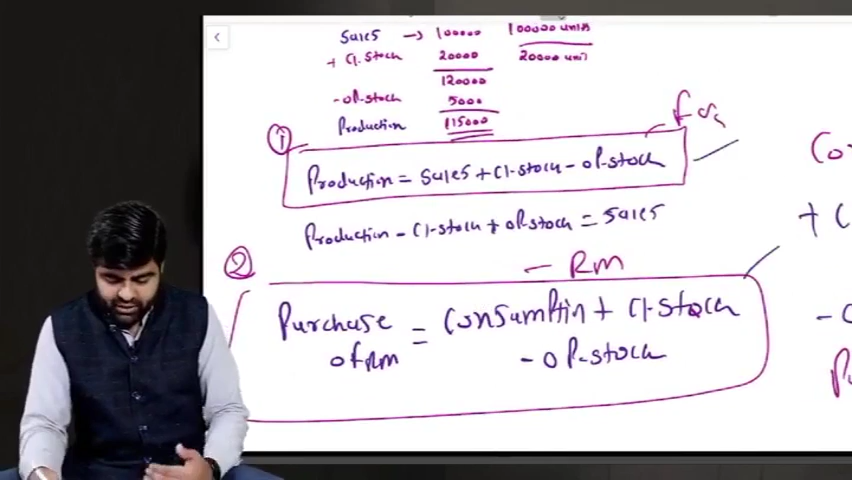 Sales → 100000 100000 units
+ Cl.Stock 20000 20000 unit
120000
- OP.stock 5000
Production 115000
① FG
Production = Sales + Cl.stock - OP.stock
Production - Cl.stock + OP.stock = Sales
② - RM
Purchase of RM = Consumption + Cl.Stock
- OP.stock
Co
+ C